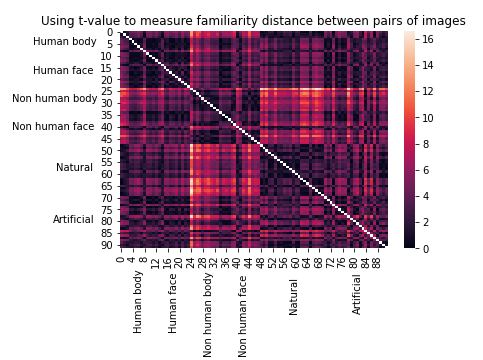 Using t-value to measure familiarity distance between pairs of images
Human body
Human face
Non human body
Non human face
Natural
Artificial
0
5
10
15
20
25
30
35
40
45
50
55
60
65
70
75
80
85
90
0 4 8 12 16 20 24 28 32 36 40 44 48 52 56 60 64 68 72 76 80 84 88
Human body
Human face
Non human body
Non human face
Natural
Artificial
16
14
12
10
8
6
4
2
0